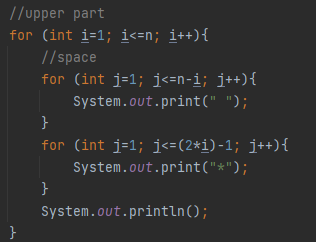 //upper part
for (int i=1; i<=n; i++){
    //space
    for (int j=1; j<=n-i; j++){
        System.out.print(" ");
    }
    for (int j=1; j<=(2*i)-1; j++){
        System.out.print("*");
    }
    System.out.println();
}